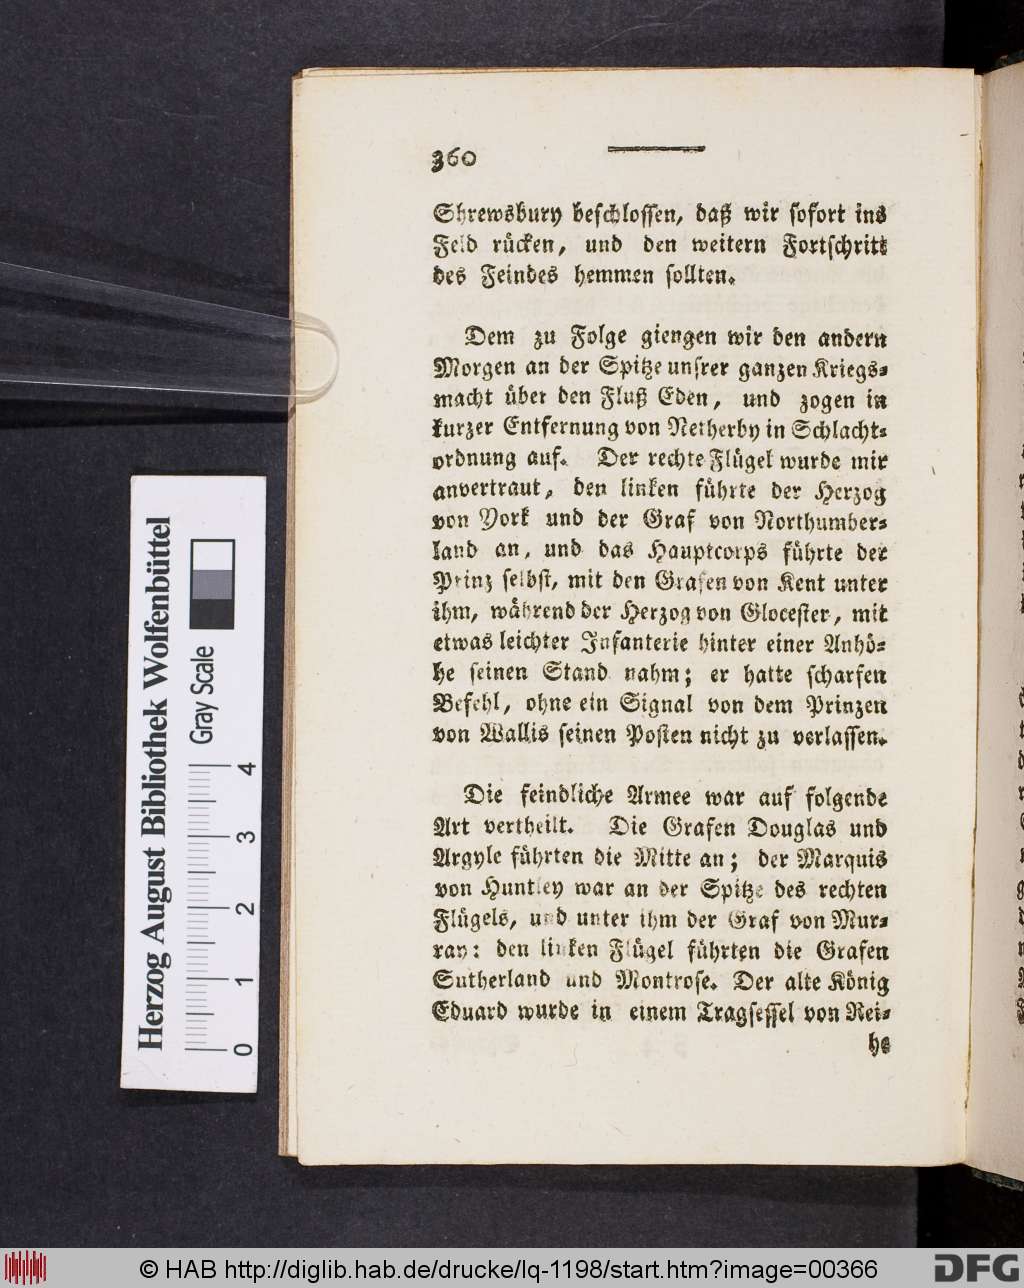 360
Shrewsbury beschlossen, daß wir sofort ins
Feld rücken, und den weitern Fortschritt
des Feindes hemmen sollten.
Dem zu Folge giengen wir den andern
Morgen an der Spitze unsrer ganzen Kriegs-
macht über den Fluß Eden, und zogen in
kurzer Entfernung von Netherby in Schlacht-
ordnung auf. Der rechte Flügel wurde mir
anvertraut, den linken führte der Herzog
von York und der Graf von Northumber-
land an, und das Hauptcorps führte der
Prinz selbst, mit den Grafen von Kent unter
ihm, während der Herzog von Glocester, mit
etwas leichter Infanterie hinter einer Anhö-
he seinen Stand nahm; er hatte scharfen
Befehl, ohne ein Signal von dem Prinzen
von Wallis seinen Posten nicht zu verlassen.
Die feindliche Armee war auf folgende
Art vertheilt. Die Grafen Douglas und
Argyle führten die Mitte an; der Marquis
von Huntley war an der Spitze des rechten
Flügels, und unter ihm der Graf von Mur-
ray: den linken Flügel führten die Grafen
Sutherland und Montrose. Der alte König
Eduard wurde in einem Tragsessel von Rei-
he
Herzog August Bibliothek Wolfenbüttel
Gray Scale
0 1 2 3 4
© HAB http://diglib.hab.de/drucke/lq-1198/start.htm?image=00366
DFG